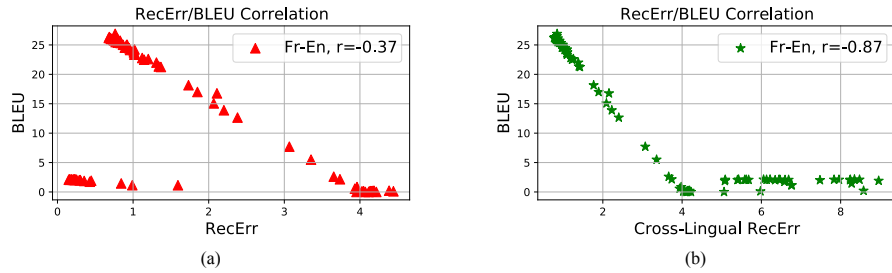 RecErr/BLEU Correlation
25
20
15
10
5
0
BLEU
Fr-En, r=-0.37
0
1
2
3
4
RecErr
(a)
RecErr/BLEU Correlation
25
20
15
10
5
0
BLEU
Fr-En, r=-0.87
2
4
6
8
Cross-Lingual RecErr
(b)